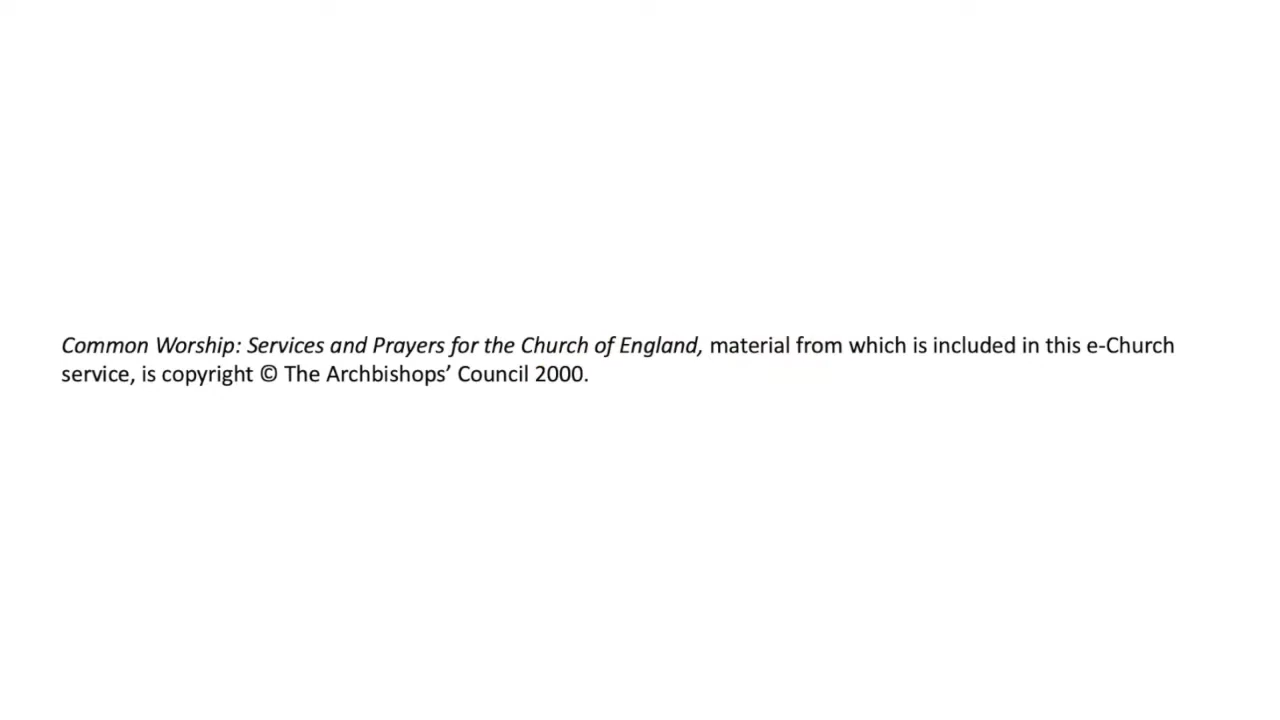 Common Worship: Services and Prayers for the Church of England, material from which is included in this e-Church
service, is copyright © The Archbishops’ Council 2000.